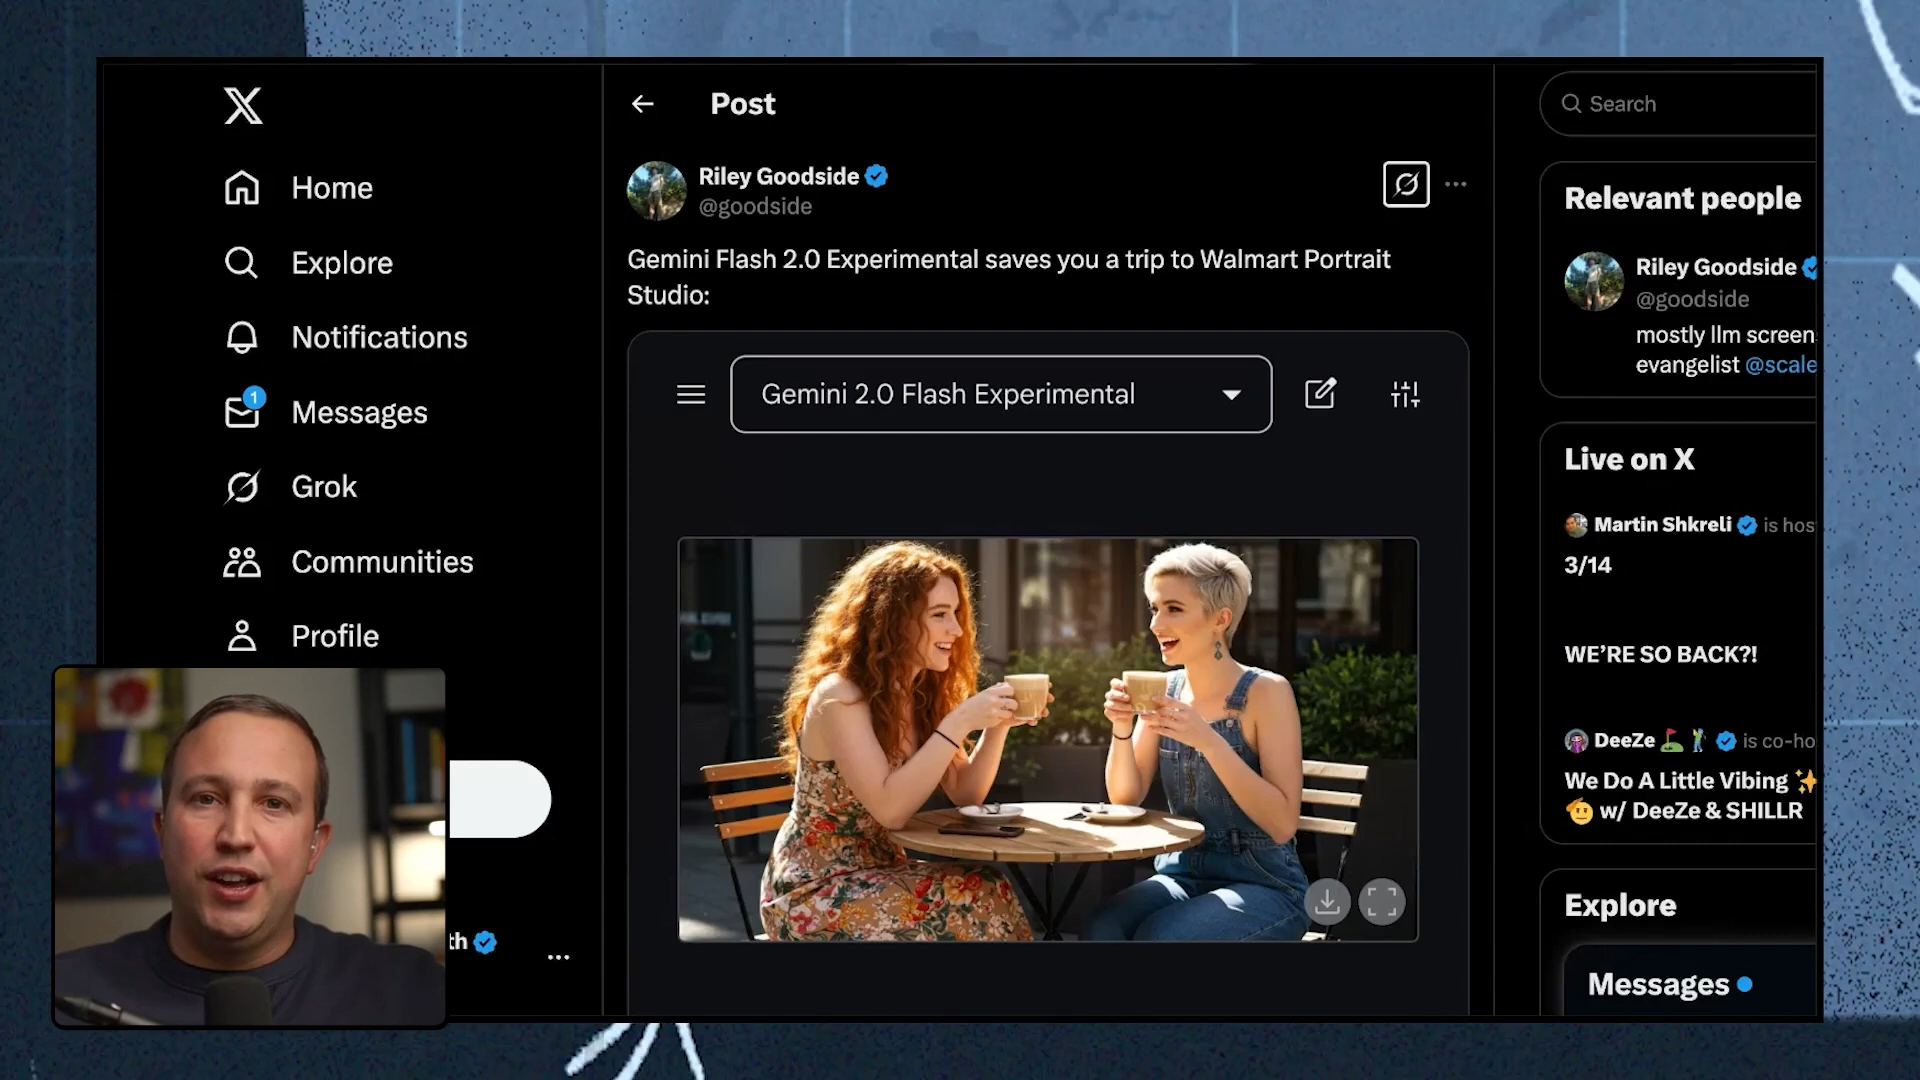 Home
Explore
Notifications
1
Messages
Grok
Communities
Profile
th
Post
Riley Goodside
@goodside
Gemini Flash 2.0 Experimental saves you a trip to Walmart Portrait
Studio:
Gemini 2.0 Flash Experimental
Search
Relevant people
Riley Goodside
@goodside
mostly llm screen
evangelist @scale
Live on X
Martin Shkreli is hos
3/14
WE’RE SO BACK?!
DeeZe is co-ho
We Do A Little Vibing
w/ DeeZe & SHILLR
Explore
Messages